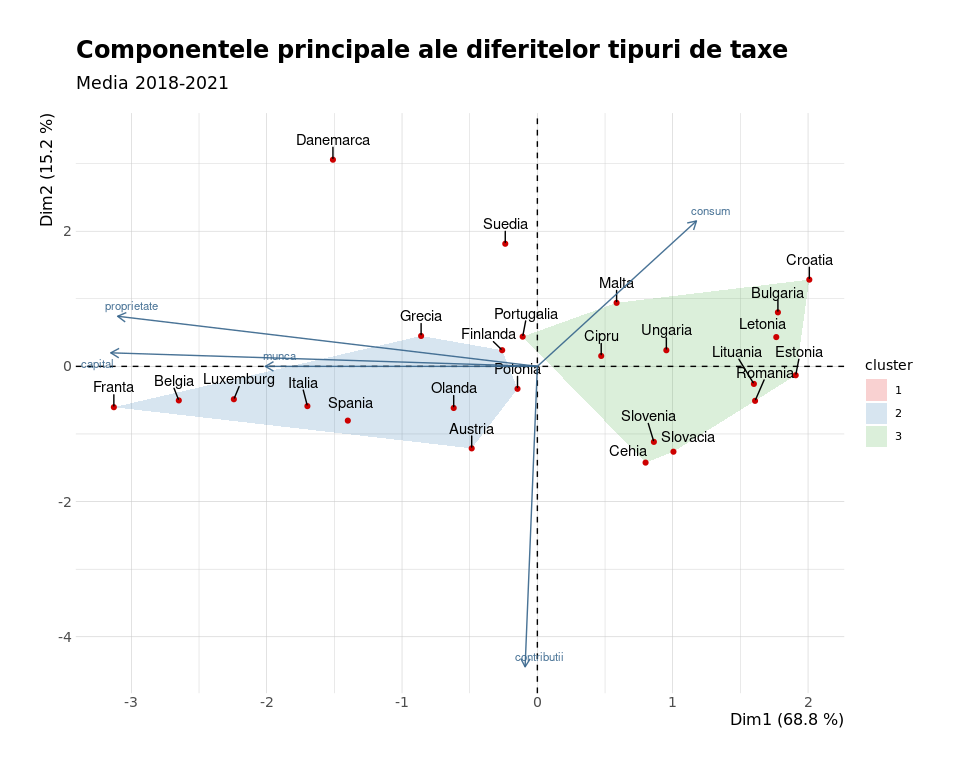 Componentele principale ale diferitelor tipuri de taxe
Media 2018-2021
Dim2 (15.2 %)
Danemarca
consum
Suedia
2
Croatia
Malta
Bulgaria
proprietate
Grecia
Portugalia
Letonia
Finlanda
Cipru
Ungaria
munca
Lituania
Estonia
capital
0
Polonia
cluster
Franta
Belgia
Luxemburg
Italia
Romania
1
Olanda
Spania
2
Slovenia
Austria
Slovacia
3
Cehia
-2
-4
contributii
-3
-2
-1
0
1
2
Dim1 (68.8 %)